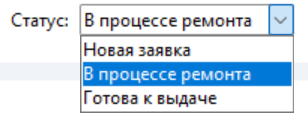 Статус: В процессе ремонта
Новая заявка
В процессе ремонта
Готова к выдаче